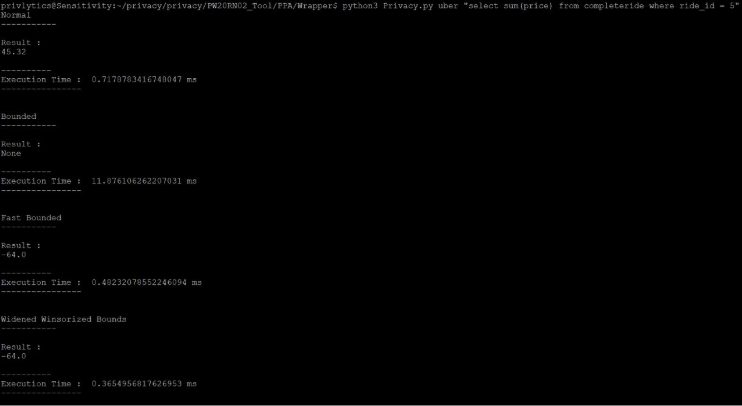 privlytics@Sensitivity:~/privacy/privacy/PW20RN02_Tool/PPA/Wrapper$ python3 Privacy.py uber "select sum(price) from completeride where ride_id = 5"
Normal
-----------
Result :
45.32
----------
Execution Time :  0.7178783416748047 ms
----------------
Bounded
-----------
Result :
None
----------
Execution Time :  11.876106262207031 ms
----------------
Fast Bounded
-----------
Result :
-64.0
----------
Execution Time :  0.48232078552246094 ms
----------------
Widened Winsorized Bounds
-----------
Result :
-64.0
----------
Execution Time :  0.3654956817626953 ms
----------------